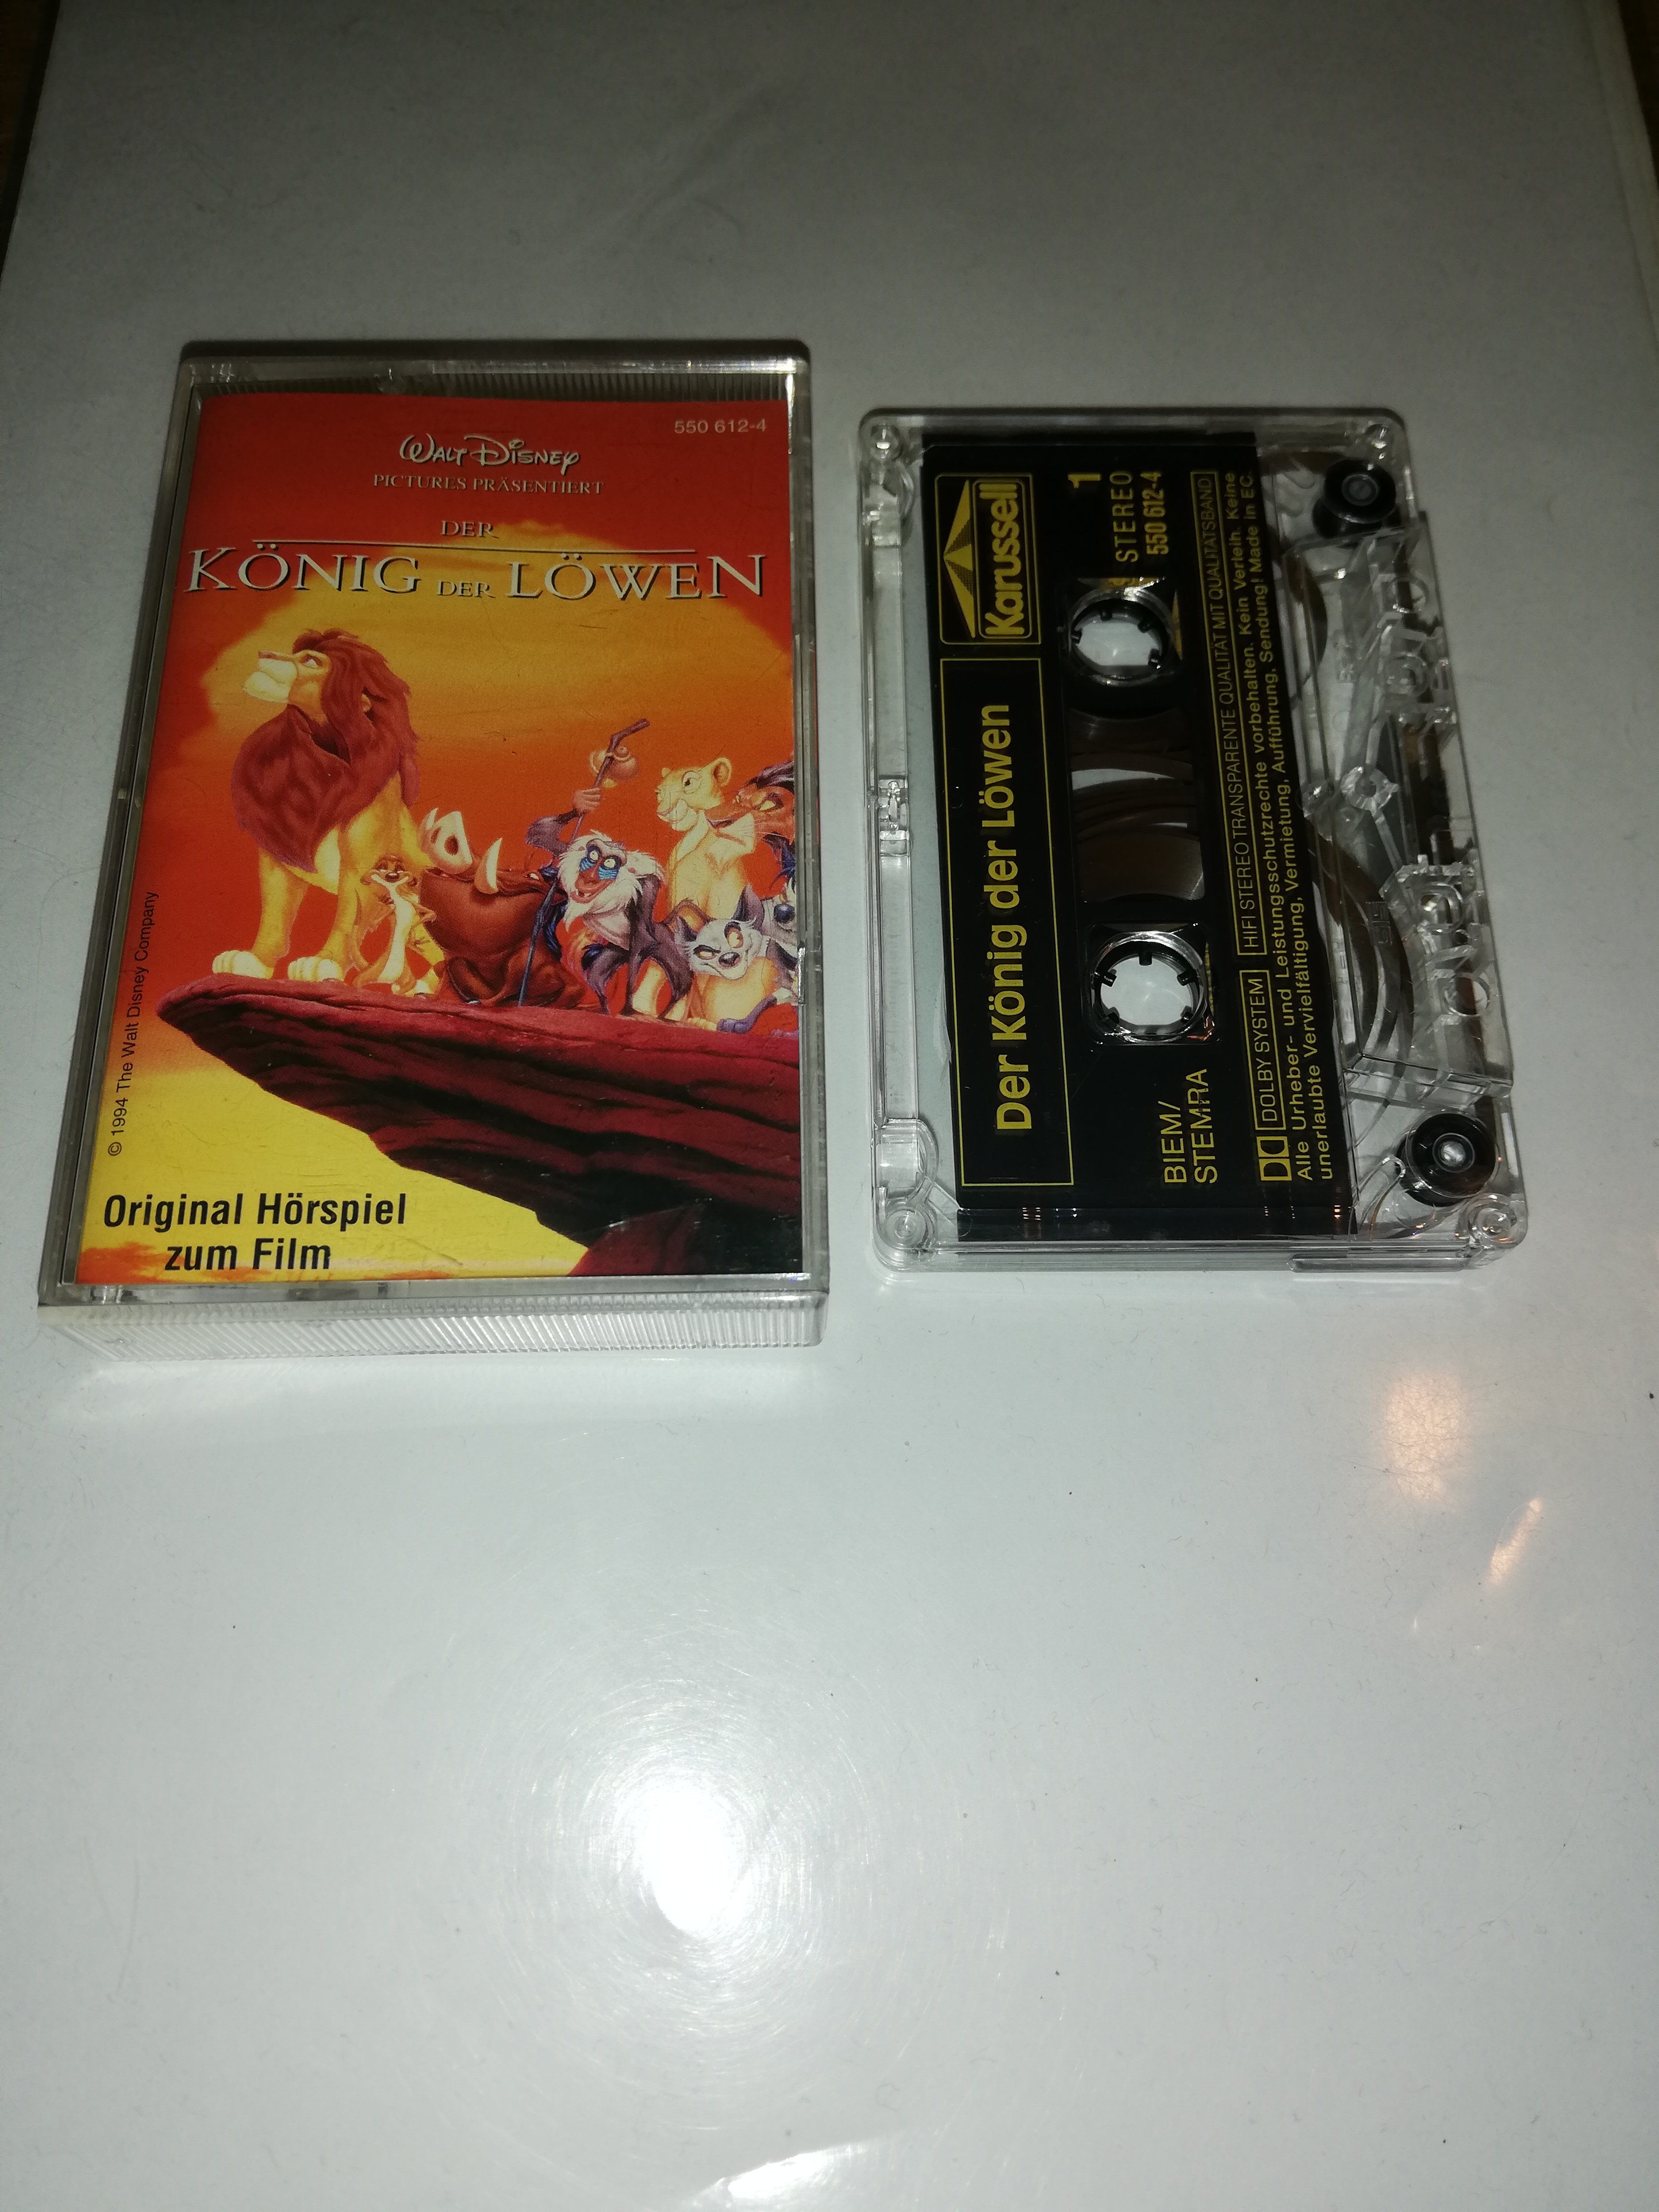 550 612-4
WALT DISNEY
PICTURES PRÄSENTIERT
DER
KÖNIG DER LÖWEN
© 1994 The Walt Disney Company
Original Hörspiel
zum Film
Karussell
Der König der Löwen
1
STEREO
550 612-4
BIEM/
STEMRA
DOLBY SYSTEM HIFI STEREO TRANSPARENTE QUALITÄT MIT QUALITÄTSBAND
Alle Urheber- und Leistungsschutzrechte vorbehalten. Kein Verleih. Keine
unerlaubte Vervielfältigung, Vermietung, Aufführung, Sendung! Made in EC.